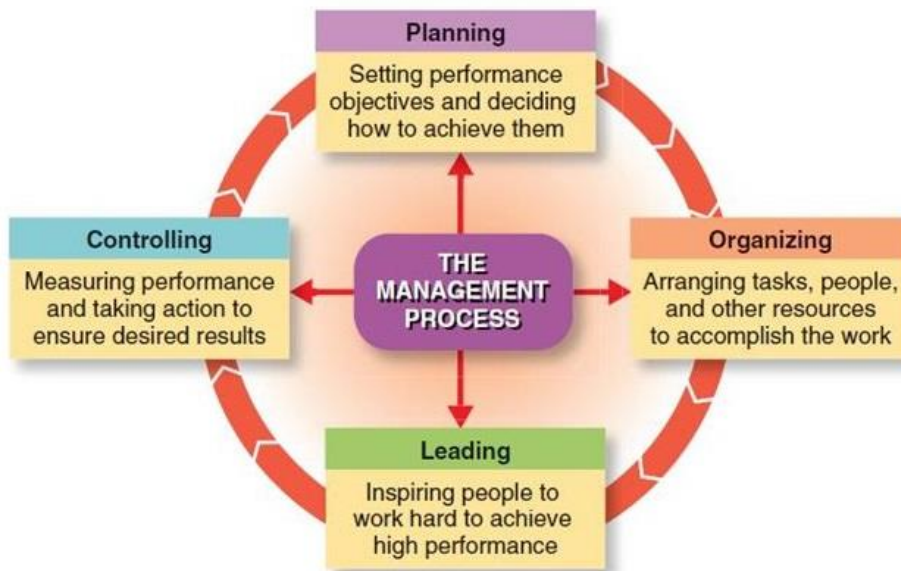 Planning
Setting performance
objectives and deciding
how to achieve them
Controlling
Measuring performance
and taking action to
ensure desired results
THE
MANAGEMENT
PROCESS
Organizing
Arranging tasks, people,
and other resources
to accomplish the work
Leading
Inspiring people to
work hard to achieve
high performance